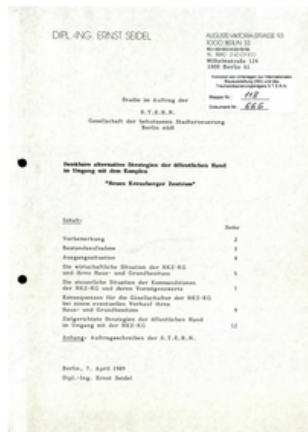 DIPL.-ING. ERNST SEIDEL
AUGUSTE-VIKTORIA-STRASSE 93
1000 BERLIN 33
Wilhelmstraße 124
1000 Berlin 61
Mappe Nr.: 118
Dokument Nr.: 666
Studie im Auftrag der
S.T.E.R.N.
Gesellschaft der behutsamen Stadterneuerung
Berlin mbH
Denkbare alternative Strategien der öffentlichen Hand
im Umgang mit dem Komplex
"Neues Kreuzberger Zentrum"
Inhalt:
Seite
Vorbemerkung 2
Bestandsaufnahme 3
Ausgangssituation 4
Die wirtschaftliche Situation der NKZ-KG
und ihres Haus- und Grundbesitzes 5
Die steuerliche Situation der Kommanditisten
der NKZ-KG und deren Vermögenswerte 7
Konsequenzen für die Gesellschafter der NKZ-KG
bei einem eventuellen Verkauf ihres
Haus- und Grundbesitzes 9
Zielgerichtete Strategien der öffentlichen Hand
im Umgang mit der NKZ-KG 12
Anhang: Auftragsschreiben der S.T.E.R.N.
Berlin, 7. April 1989
Dipl.-Ing. Ernst Seidel